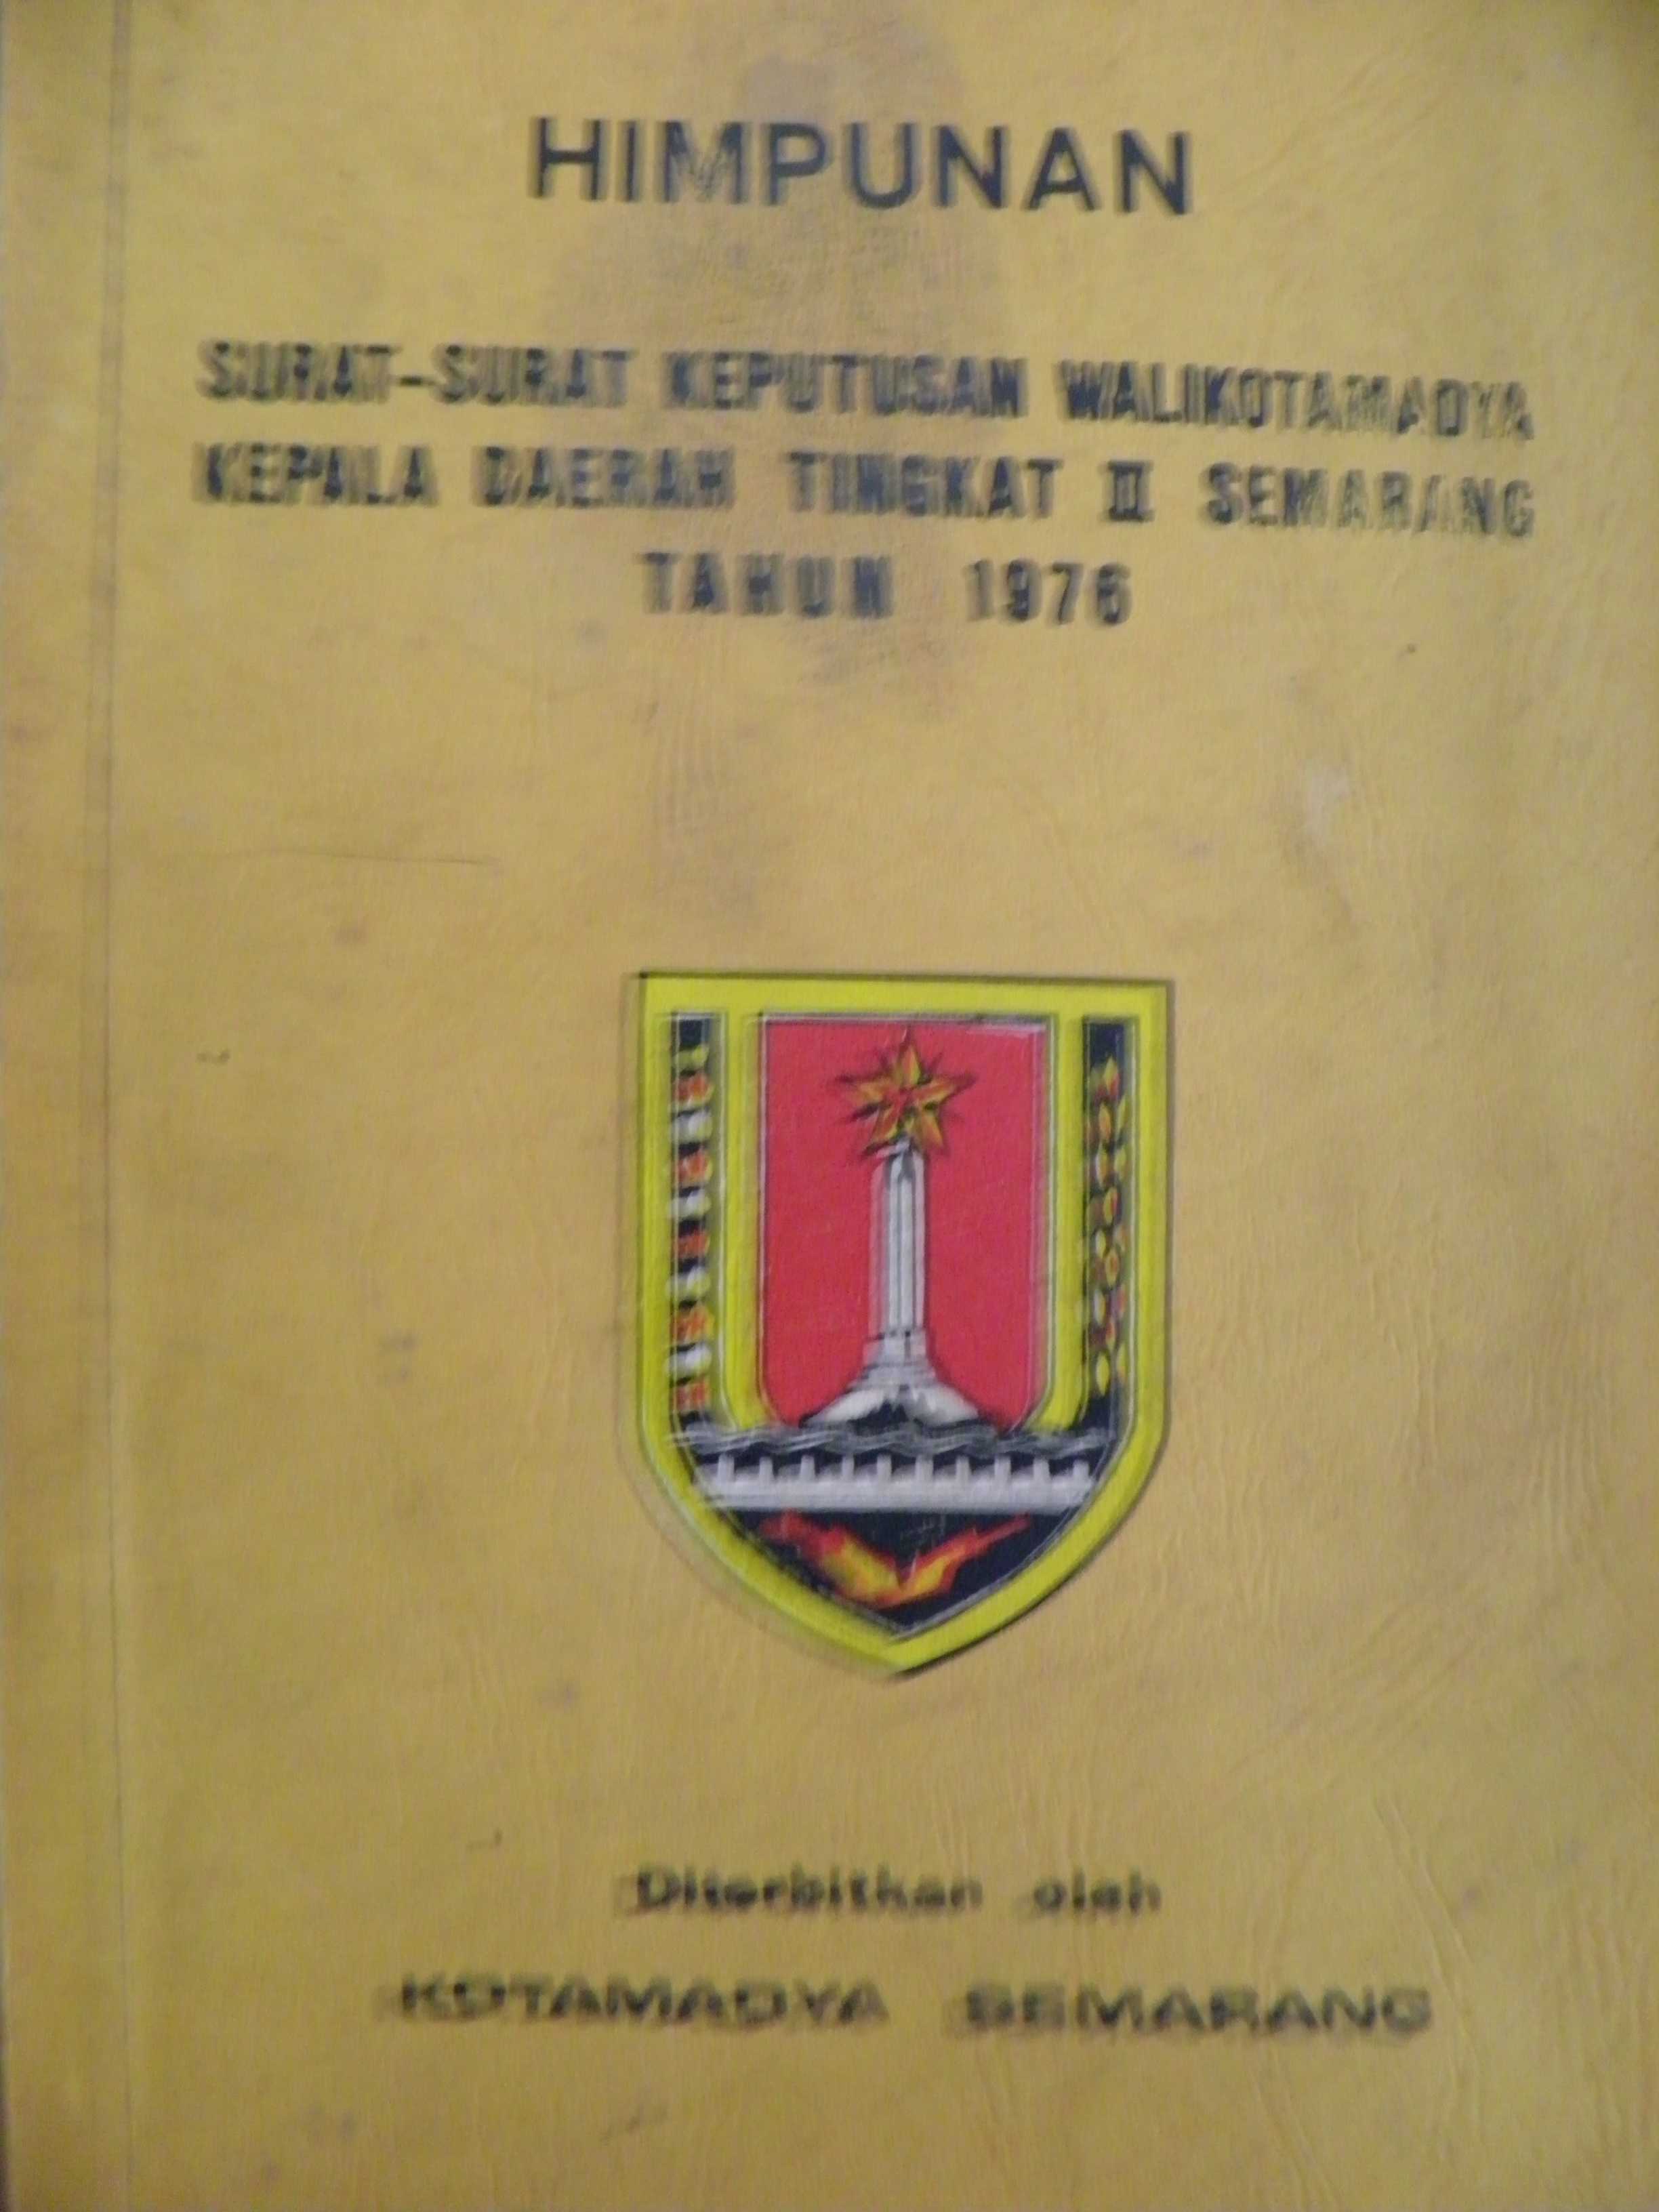 HIMPUNAN
SURAT-SURAT KEPUTUSAN WALIKOTAMADYA
KEPALA DAERAH TINGKAT II SEMARANG
TAHUN 1976
Diterbitkan oleh
KOTAMADYA SEMARANG